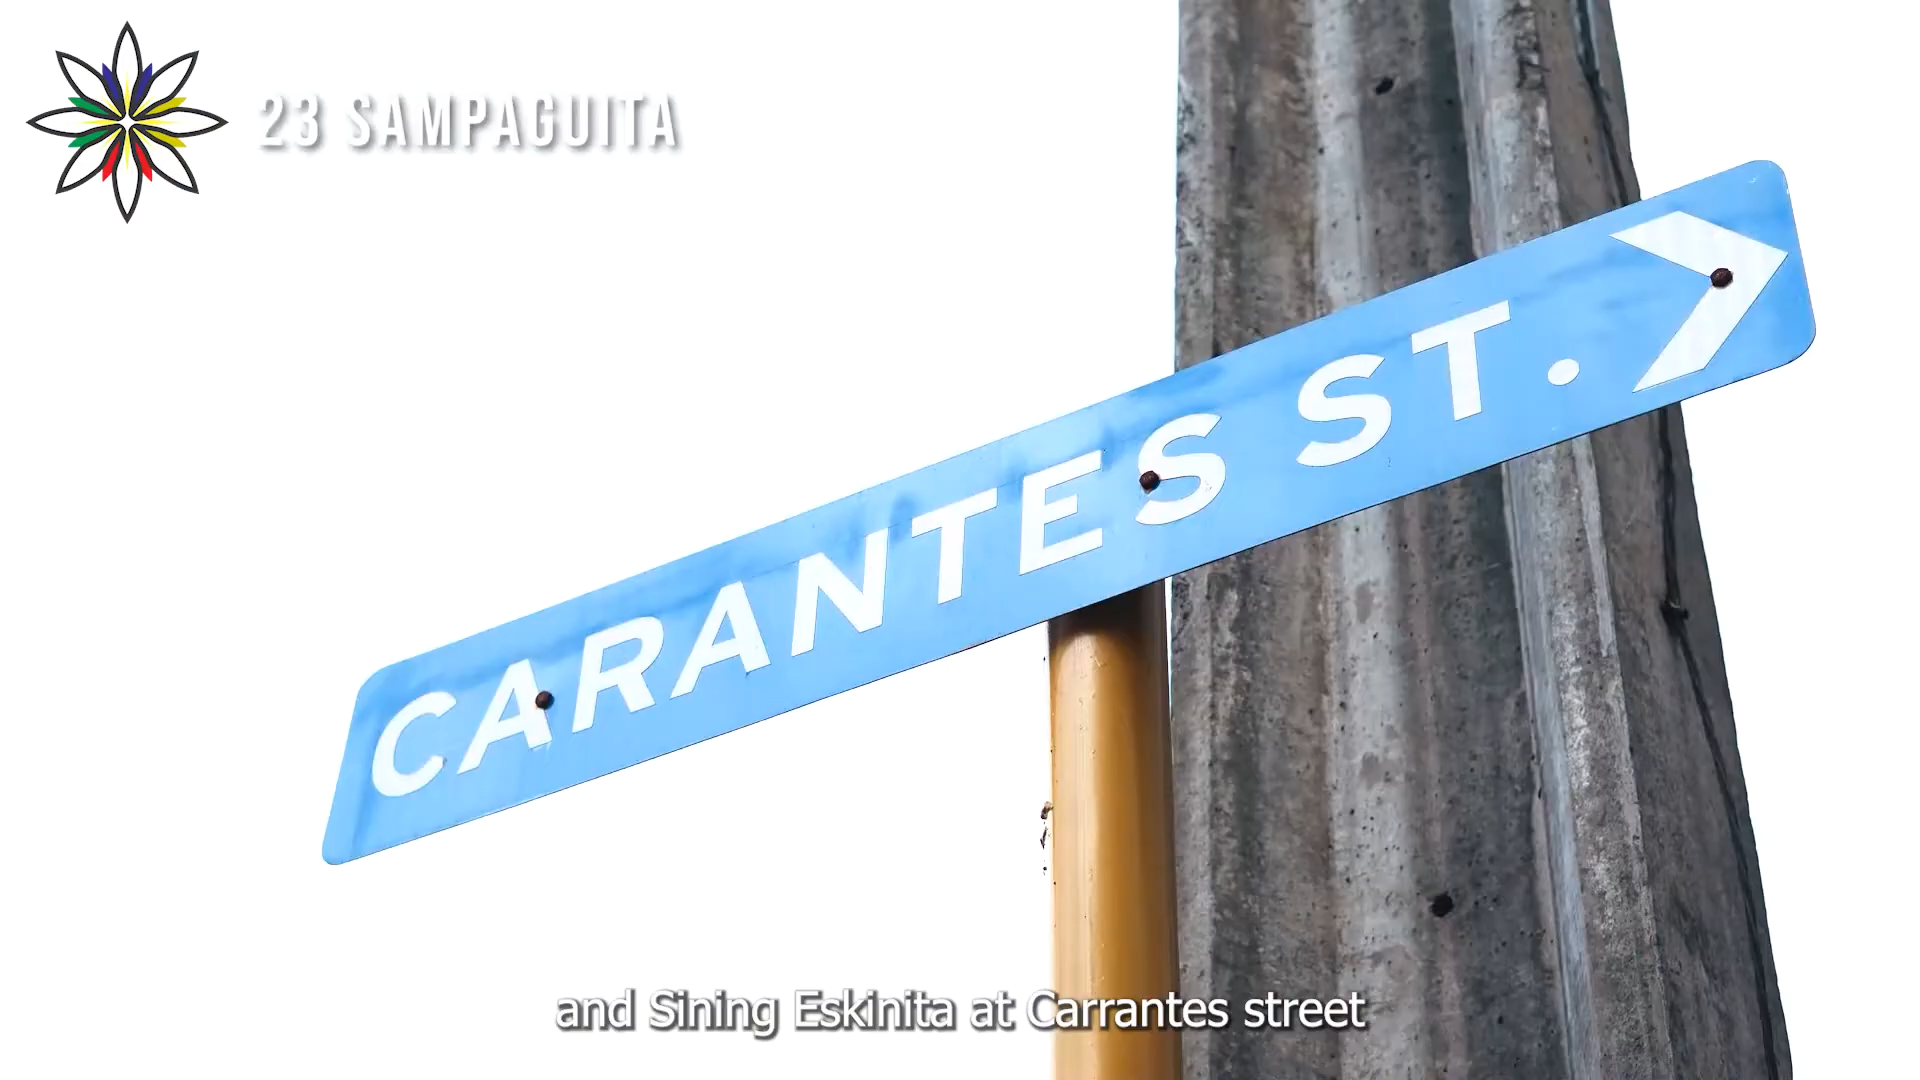 23 SAMPAGUITA
CARANTES ST.
and Sining Eskinita at Carrantes street